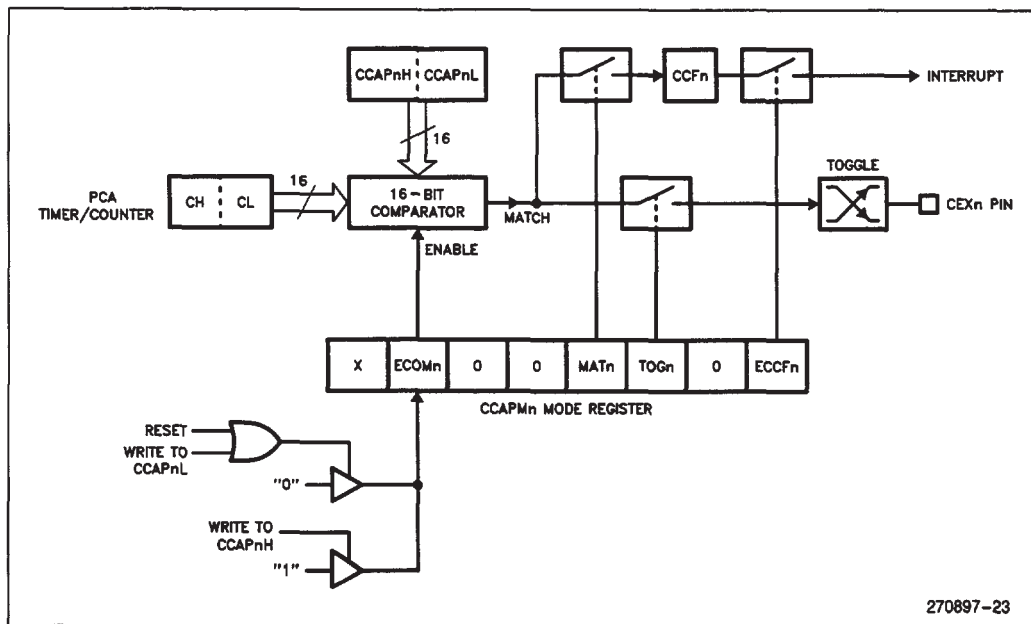 CCAPnH CCAPnL
CCFn
INTERRUPT
16
TOGGLE
PCA
TIMER/COUNTER
CH CL
16
16-BIT
COMPARATOR
MATCH
CEXn PIN
ENABLE
X ECOMn 0 0 MATn TOGn 0 ECCFn
CCAPMn MODE REGISTER
RESET
WRITE TO
CCAPnL
"0"
WRITE TO
CCAPnH
"1"
270897-23